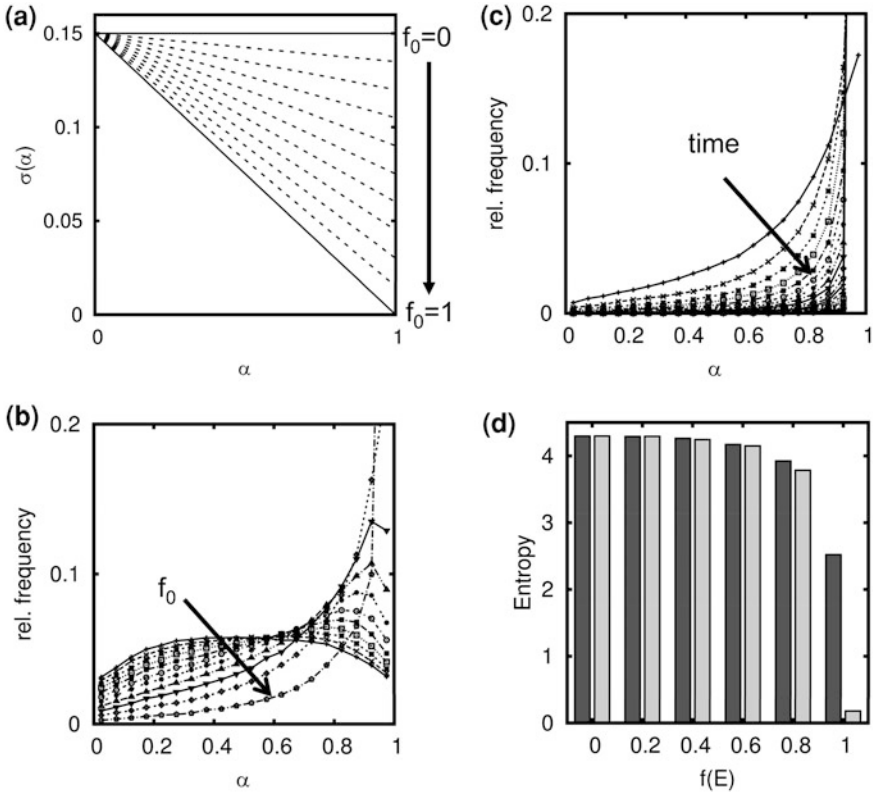 (a)
0.15
0.1
0.05
0
σ(α)
f₀=0
f₀=1
0
1
α
(b)
0.2
0.1
0
rel. frequency
f₀
0
0.2
0.4
0.6
0.8
1
α
(c)
0.2
0.1
0
rel. frequency
time
0
0.2
0.4
0.6
0.8
1
α
(d)
4
3
2
1
0
Entropy
0
0.2
0.4
0.6
0.8
1
f(E)